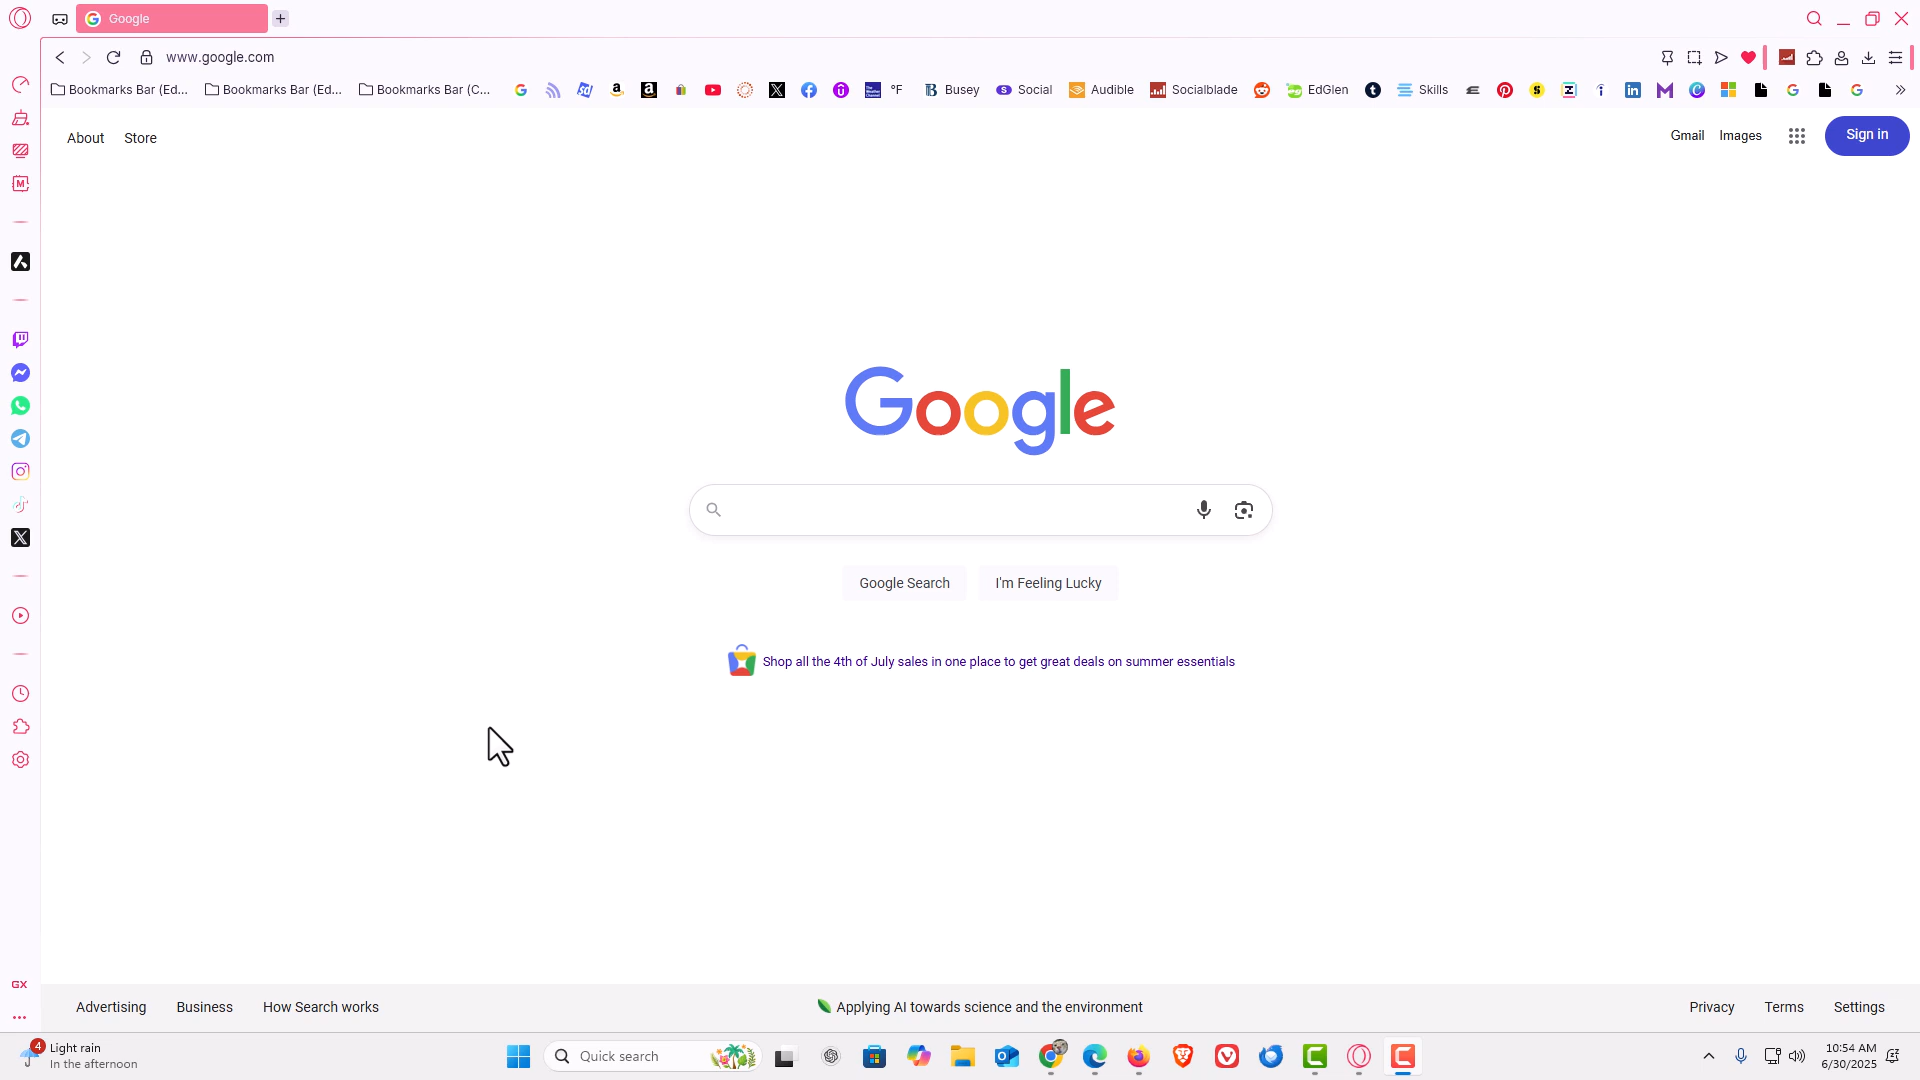 Google
www.google.com
Bookmarks Bar (Ed... Bookmarks Bar (Ed... Bookmarks Bar (C... °F Busey Social Audible Socialblade EdGlen Skills
About Store
Gmail Images Sign in
Google
Google Search I'm Feeling Lucky
Shop all the 4th of July sales in one place to get great deals on summer essentials
GX
Advertising Business How Search works
Applying AI towards science and the environment
Privacy Terms Settings
4 Light rain
In the afternoon
Quick search
10:54 AM
6/30/2025